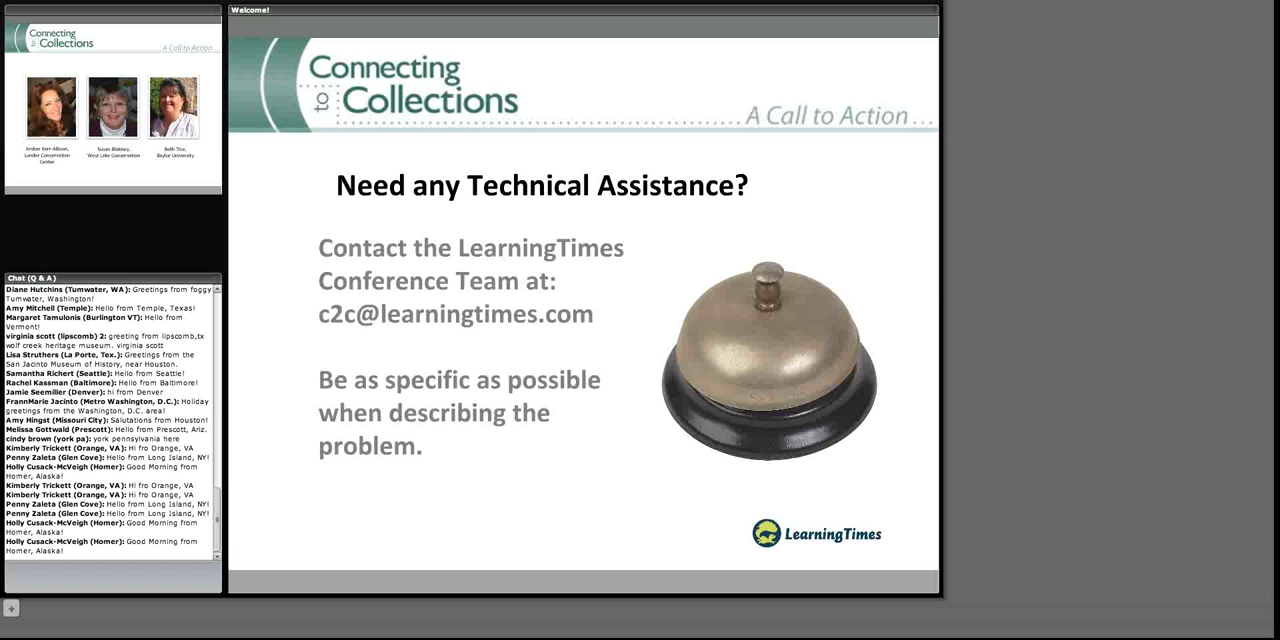 Welcome!
Connecting
to Collections
A Call to Action
Amber Kerr-Allison,
Lunder Conservation
Center
Susan Blakney,
West Lake Conservation
Beth Tice,
Baylor University
Connecting
to Collections
A Call to Action ...
Need any Technical Assistance?
Contact the LearningTimes
Conference Team at:
c2c@learningtimes.com
Be as specific as possible
when describing the
problem.
LearningTimes
Chat (Q & A)
Diane Hutchins (Tumwater, WA): Greetings from foggy
Tumwater, Washington!
Amy Mitchell (Temple): Hello from Temple, Texas!
Margaret Tamulonis (Burlington VT): Hello from
Vermont!
virginia scott (lipscomb) 2: greeting from lipscomb,tx
wolf creek heritage museum. virginia scott
Lisa Struthers (La Porte, Tex.): Greetings from the
San Jacinto Museum of History, near Houston.
Samantha Richert (Seattle): Hello from Seattle!
Rachel Kassman (Baltimore): Hello from Baltimore!
Jamie Seemiller (Denver): hi from Denver
FrannMarie Jacinto (Metro Washington, D.C.): Holiday
greetings from the Washington, D.C. area!
Amy Hingst (Missouri City): Salutations from Houston!
Melissa Gottwald (Prescott): Hello from Prescott, Ariz.
cindy brown (york pa): york pennsylvania here
Kimberly Trickett (Orange, VA): Hi fro Orange, VA
Penny Zaleta (Glen Cove): Hello from Long Island, NY!
Holly Cusack-McVeigh (Homer): Good Morning from
Homer, Alaska!
Kimberly Trickett (Orange, VA): Hi fro Orange, VA
Kimberly Trickett (Orange, VA): Hi fro Orange, VA
Penny Zaleta (Glen Cove): Hello from Long Island, NY!
Penny Zaleta (Glen Cove): Hello from Long Island, NY!
Holly Cusack-McVeigh (Homer): Good Morning from
Homer, Alaska!
Holly Cusack-McVeigh (Homer): Good Morning from
Homer, Alaska!